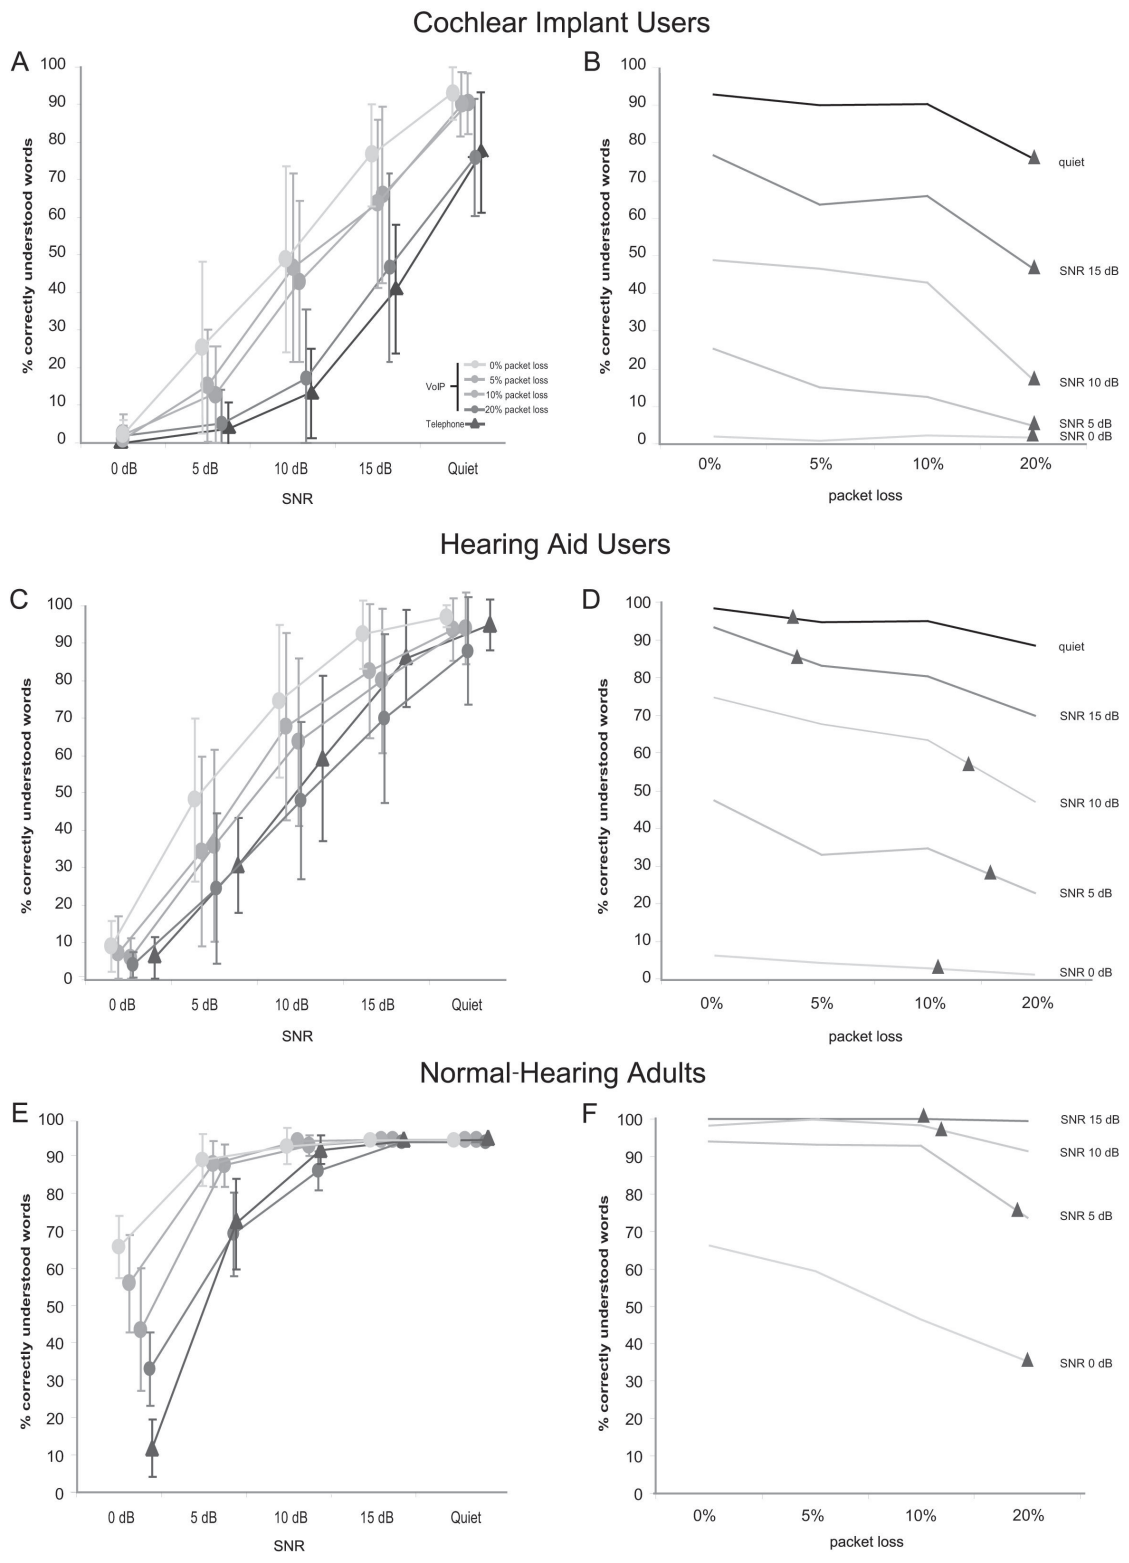 Cochlear Implant Users
A
% correctly understood words
100
90
80
70
60
50
40
30
20
10
0
0 dB 5 dB 10 dB 15 dB Quiet
SNR
VoIP
0% packet loss
5% packet loss
10% packet loss
20% packet loss
Telephone
B
% correctly understood words
100
90
80
70
60
50
40
30
20
10
0
quiet
SNR 15 dB
SNR 10 dB
SNR 5 dB
SNR 0 dB
0% 5% 10% 20%
packet loss
Hearing Aid Users
C
% correctly understood words
100
90
80
70
60
50
40
30
20
10
0
0 dB 5 dB 10 dB 15 dB Quiet
SNR
D
% correctly understood words
100
90
80
70
60
50
40
30
20
10
0
quiet
SNR 15 dB
SNR 10 dB
SNR 5 dB
SNR 0 dB
0% 5% 10% 20%
packet loss
Normal-Hearing Adults
E
% correctly understood words
100
90
80
70
60
50
40
30
20
10
0
0 dB 5 dB 10 dB 15 dB Quiet
SNR
F
% correctly understood words
100
90
80
70
60
50
40
30
20
10
0
SNR 15 dB
SNR 10 dB
SNR 5 dB
SNR 0 dB
0% 5% 10% 20%
packet loss